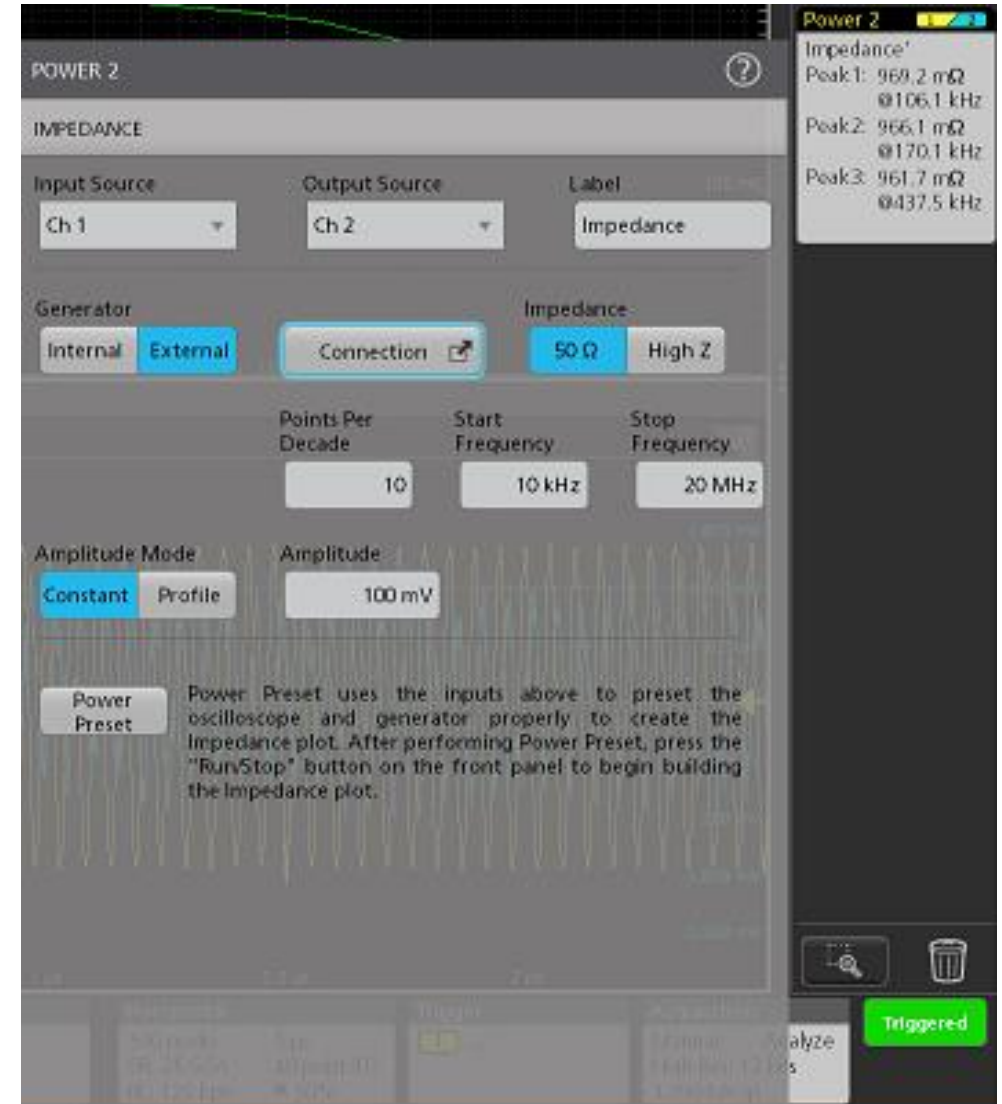 Power 2
1 2
POWER 2
Impedance'
Peak1: 969.2 mΩ
@106.1 kHz
Peak2: 966.1 mΩ
@170.1 kHz
Peak3: 961.7 mΩ
@437.5 kHz
IMPEDANCE
Input Source Output Source Label
Ch 1 Ch 2 Impedance
Generator Impedance
Internal External Connection 50 Ω High Z
Points Per Decade Start Frequency Stop Frequency
10 10 kHz 20 MHz
Amplitude Mode Amplitude
Constant Profile 100 mV
Power Preset
Power Preset uses the inputs above to preset the
oscilloscope and generator properly to create the
Impedance plot. After performing Power Preset, press the
"Run/Stop" button on the front panel to begin building
the Impedance plot.
Trigger
Triggered